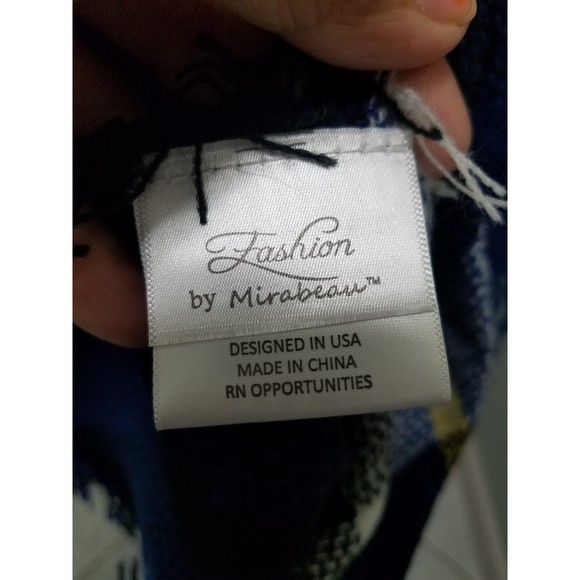 Fashion
by Mirabeau™
DESIGNED IN USA
MADE IN CHINA
RN OPPORTUNITIES